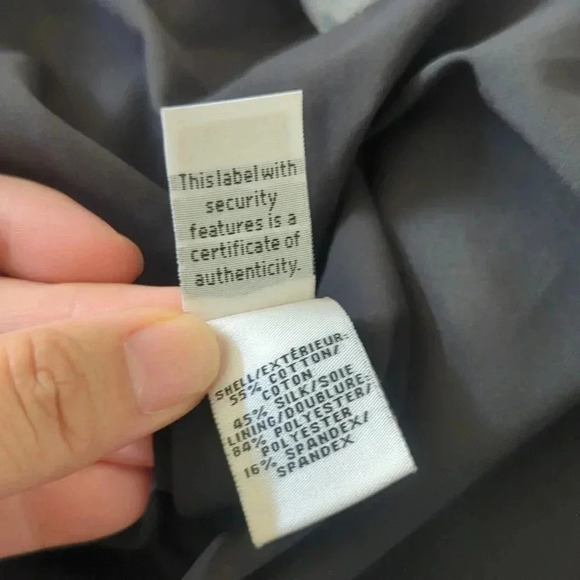 This label with
security
features is a
certificate of
authenticity.
SHELL/EXTÉRIEUR:
55% COTTON/
COTON
45% SILK/SOIE
LINING/DOUBLURE:
84% POLYESTER/
POLYESTER
16% SPANDEX/
SPANDEX